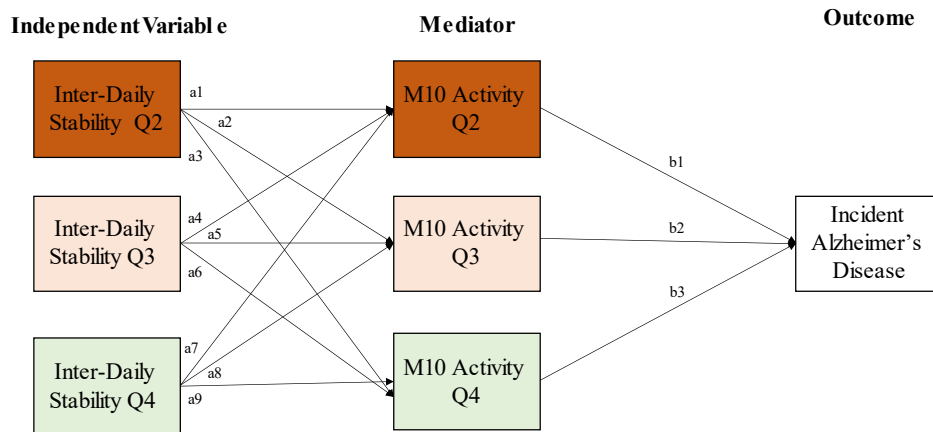 Independent Variable
Mediator
Outcome
Inter-Daily
Stability Q2
a1
a2
a3
M10 Activity
Q2
b1
Inter-Daily
Stability Q3
a4
a5
a6
M10 Activity
Q3
b2
Incident
Alzheimer's
Disease
Inter-Daily
Stability Q4
a7
a8
a9
M10 Activity
Q4
b3